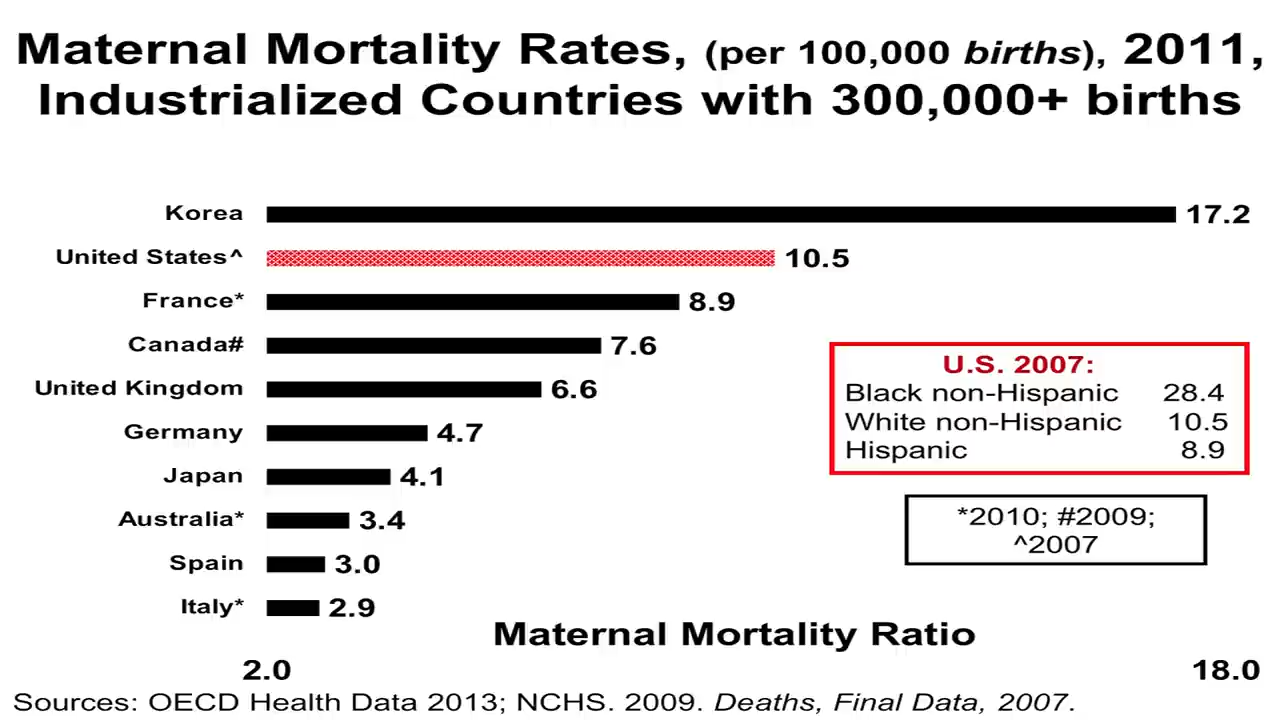 Maternal Mortality Rates, (per 100,000 births), 2011,
Industrialized Countries with 300,000+ births
Korea 17.2
United States^ 10.5
France* 8.9
Canada# 7.6
United Kingdom 6.6
Germany 4.7
Japan 4.1
Australia* 3.4
Spain 3.0
Italy* 2.9
U.S. 2007:
Black non-Hispanic 28.4
White non-Hispanic 10.5
Hispanic 8.9
*2010; #2009;
^2007
Maternal Mortality Ratio
2.0 18.0
Sources: OECD Health Data 2013; NCHS. 2009. Deaths, Final Data, 2007.